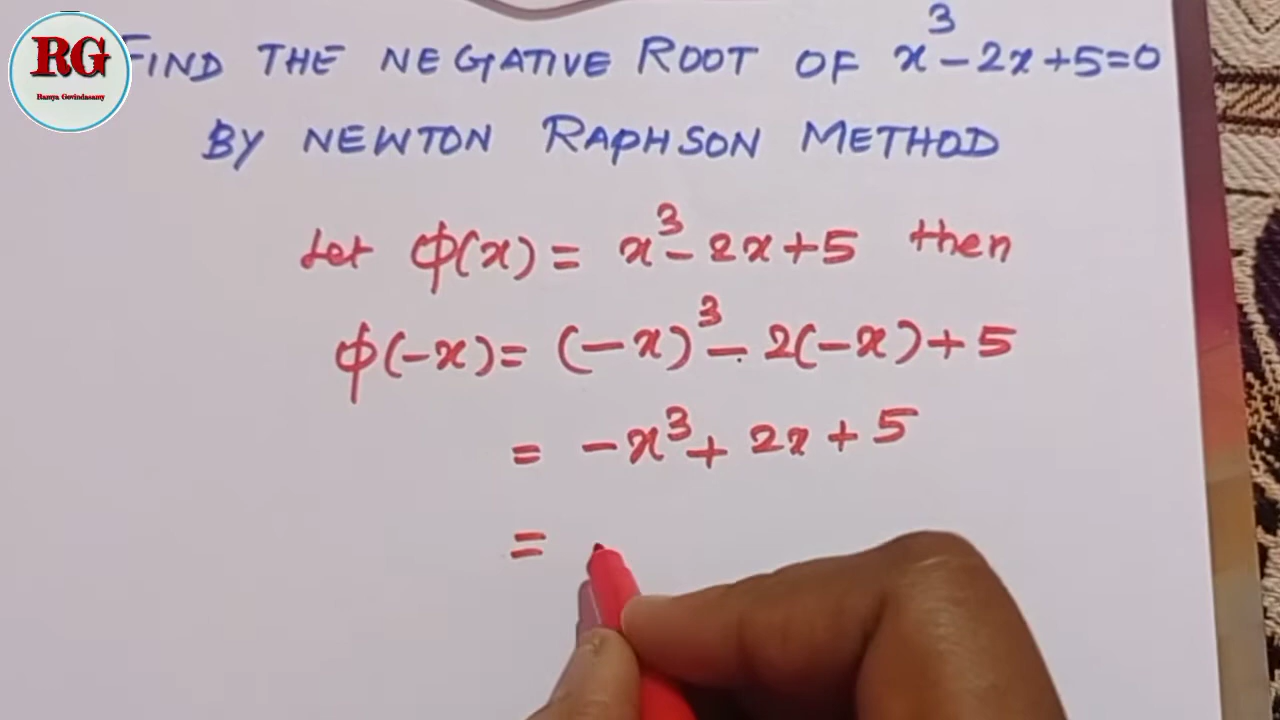 RG
Ramya Govindasamy
FIND THE NEGATIVE ROOT OF x³-2x+5=0
BY NEWTON RAPHSON METHOD
Let φ(x) = x³-2x+5 then
φ(-x) = (-x)³-2(-x)+5
= -x³+2x+5
=